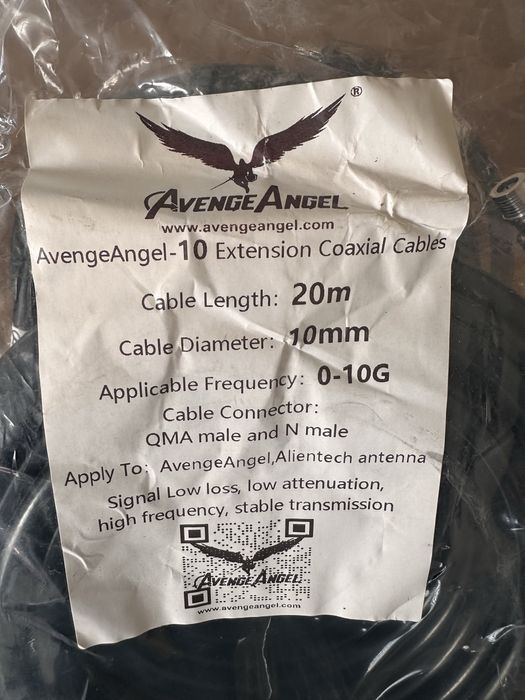 ®
AVENGEANGEL
www.avengeangel.com
AvengeAngel-10 Extension Coaxial Cables
Cable Length: 20m
Cable Diameter: 10mm
Applicable Frequency: 0-10G
Cable Connector:
QMA male and N male
Apply To: AvengeAngel,Alientech antenna
Signal Low loss, low attenuation,
high frequency, stable transmission
AVENGEANGEL
www.avengeangel.com